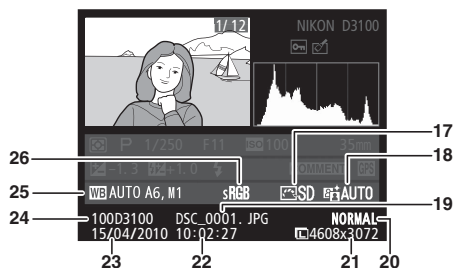 1/ 12
NIKON D3100
P 1/250 F11 ISO 100 35mm
-1. 3 +1. 0 COMMENT GPS
17
18
26
25 WB AUTO A6, M1 sRGB SD AUTO
19
24 100D3100 DSC_0001. JPG NORMAL
15/04/2010 10:02:27 L 4608x3072
23 22 21 20